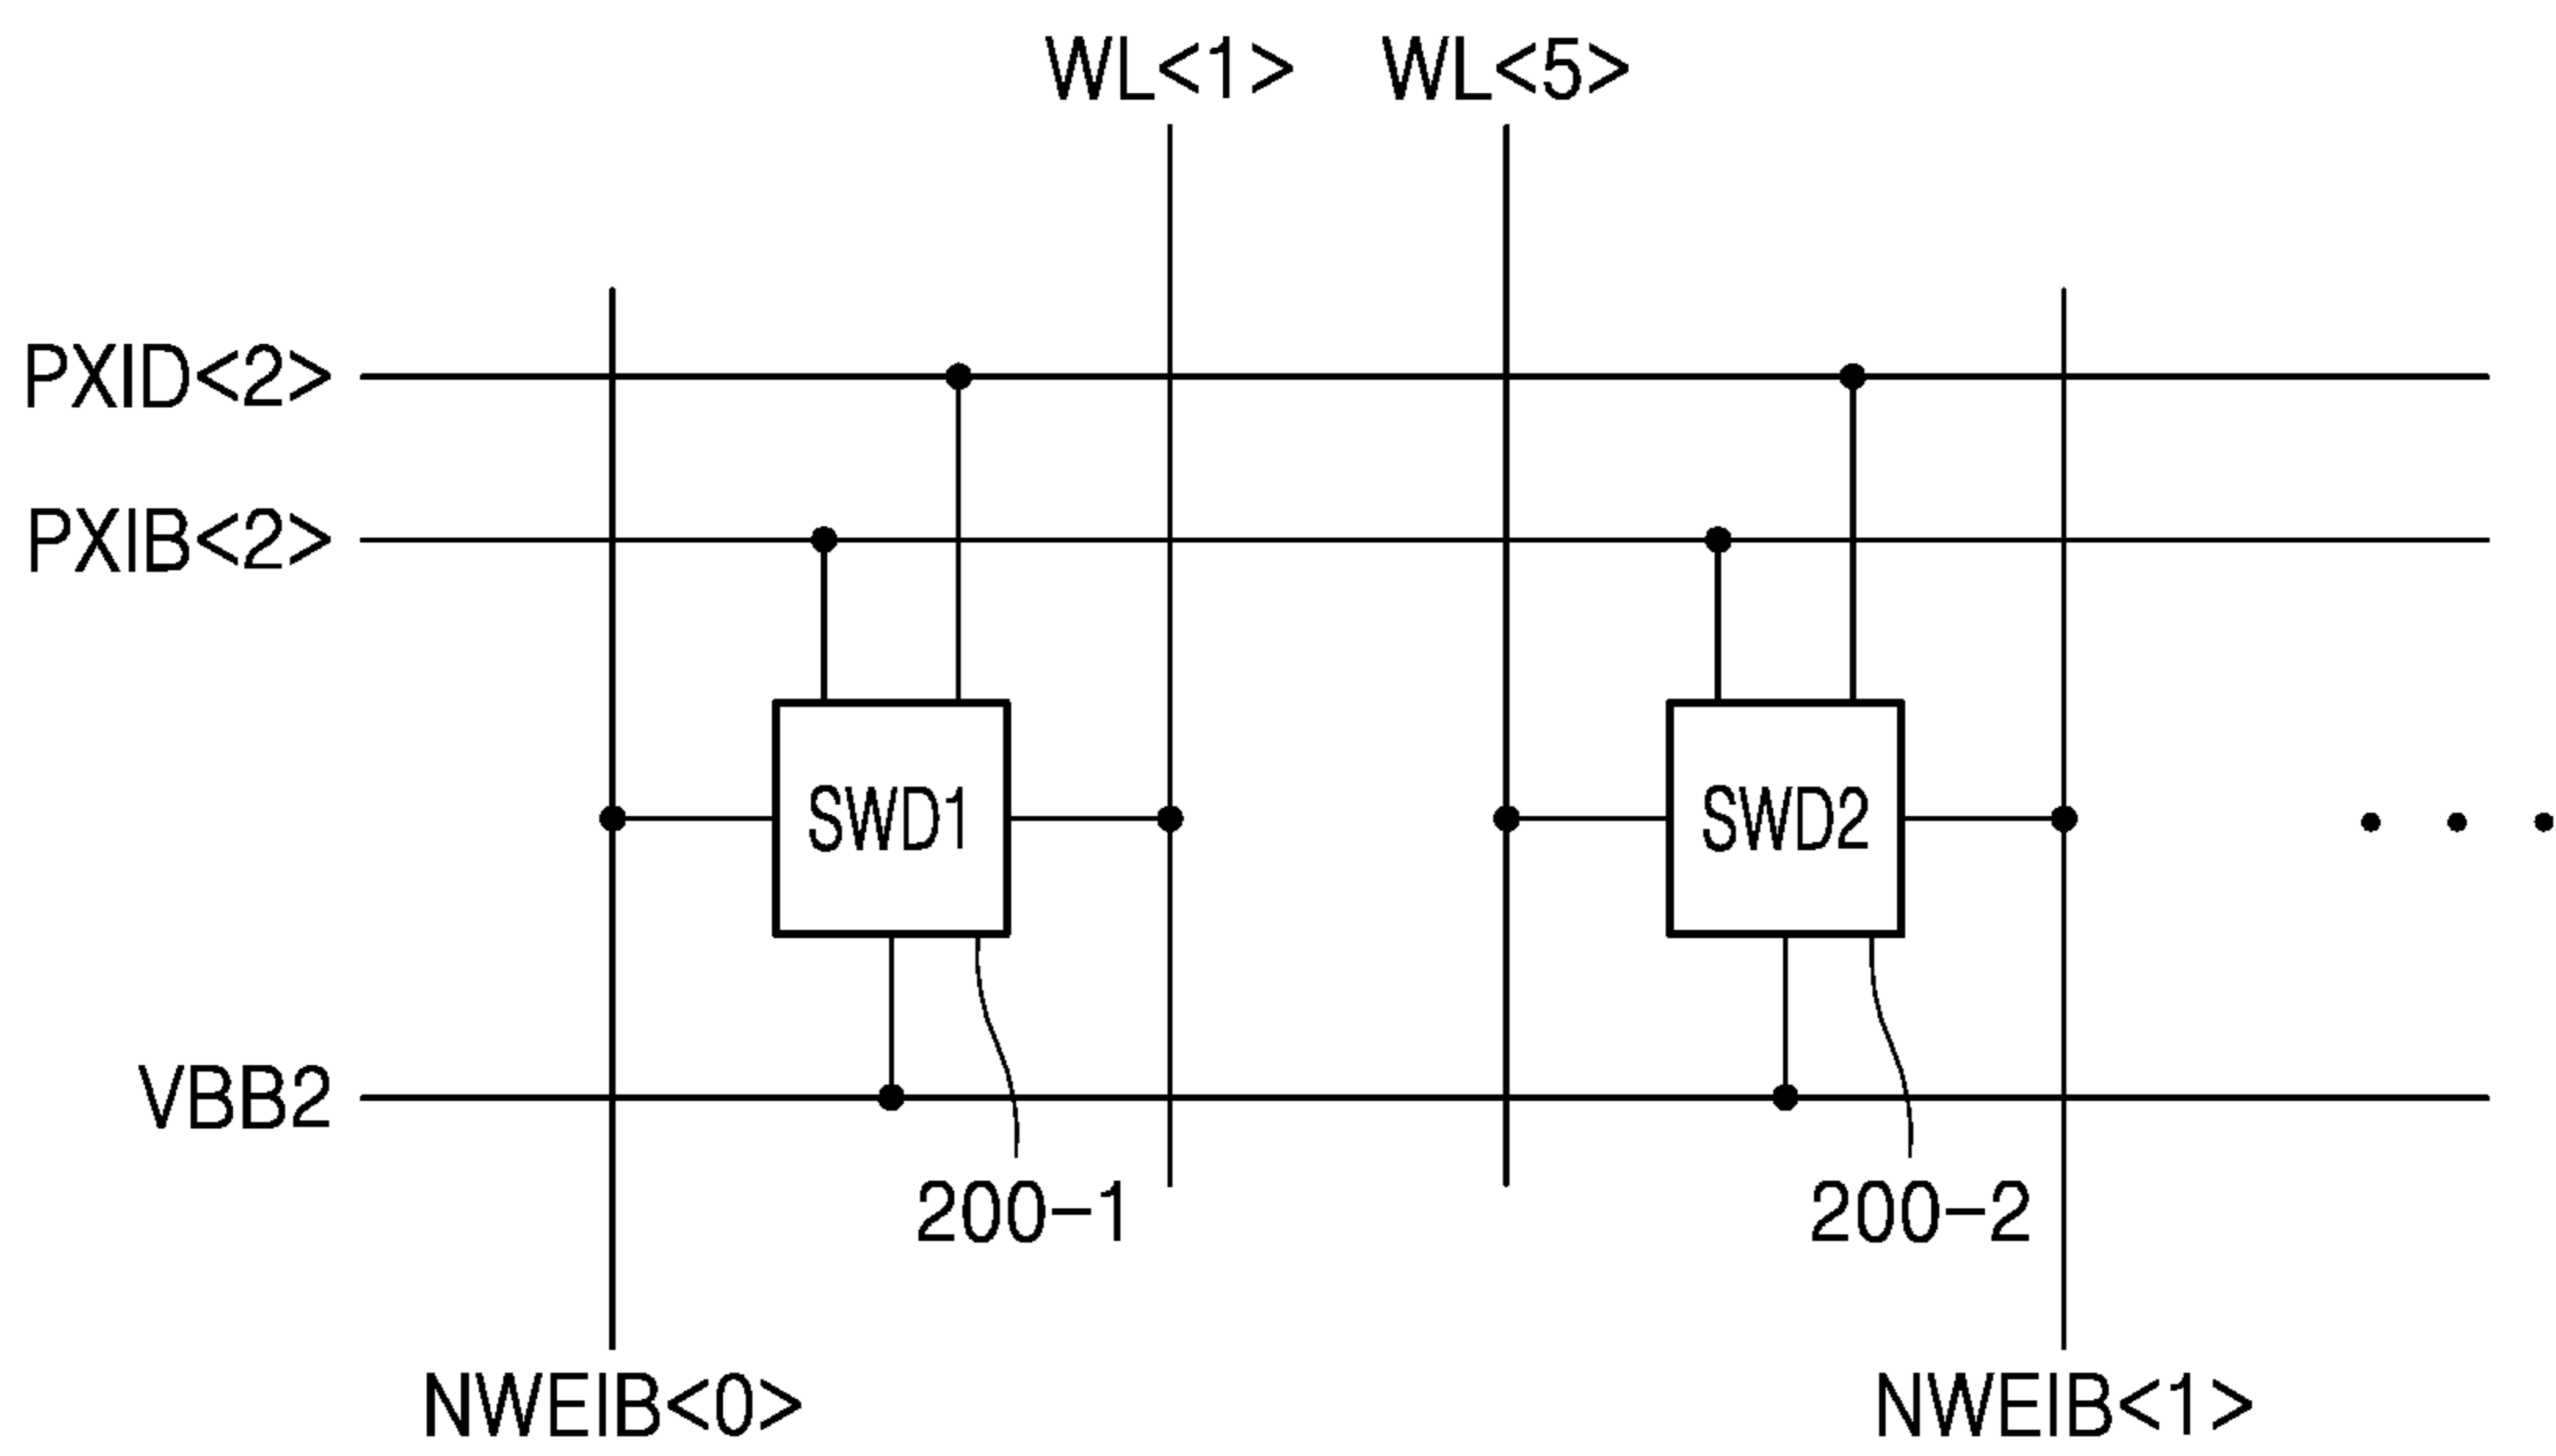 WL<1> WL<5>
PXID<2>
PXIB<2>
SWD1 SWD2
VBB2
200-1 200-2
NWEIB<0> NWEIB<1>